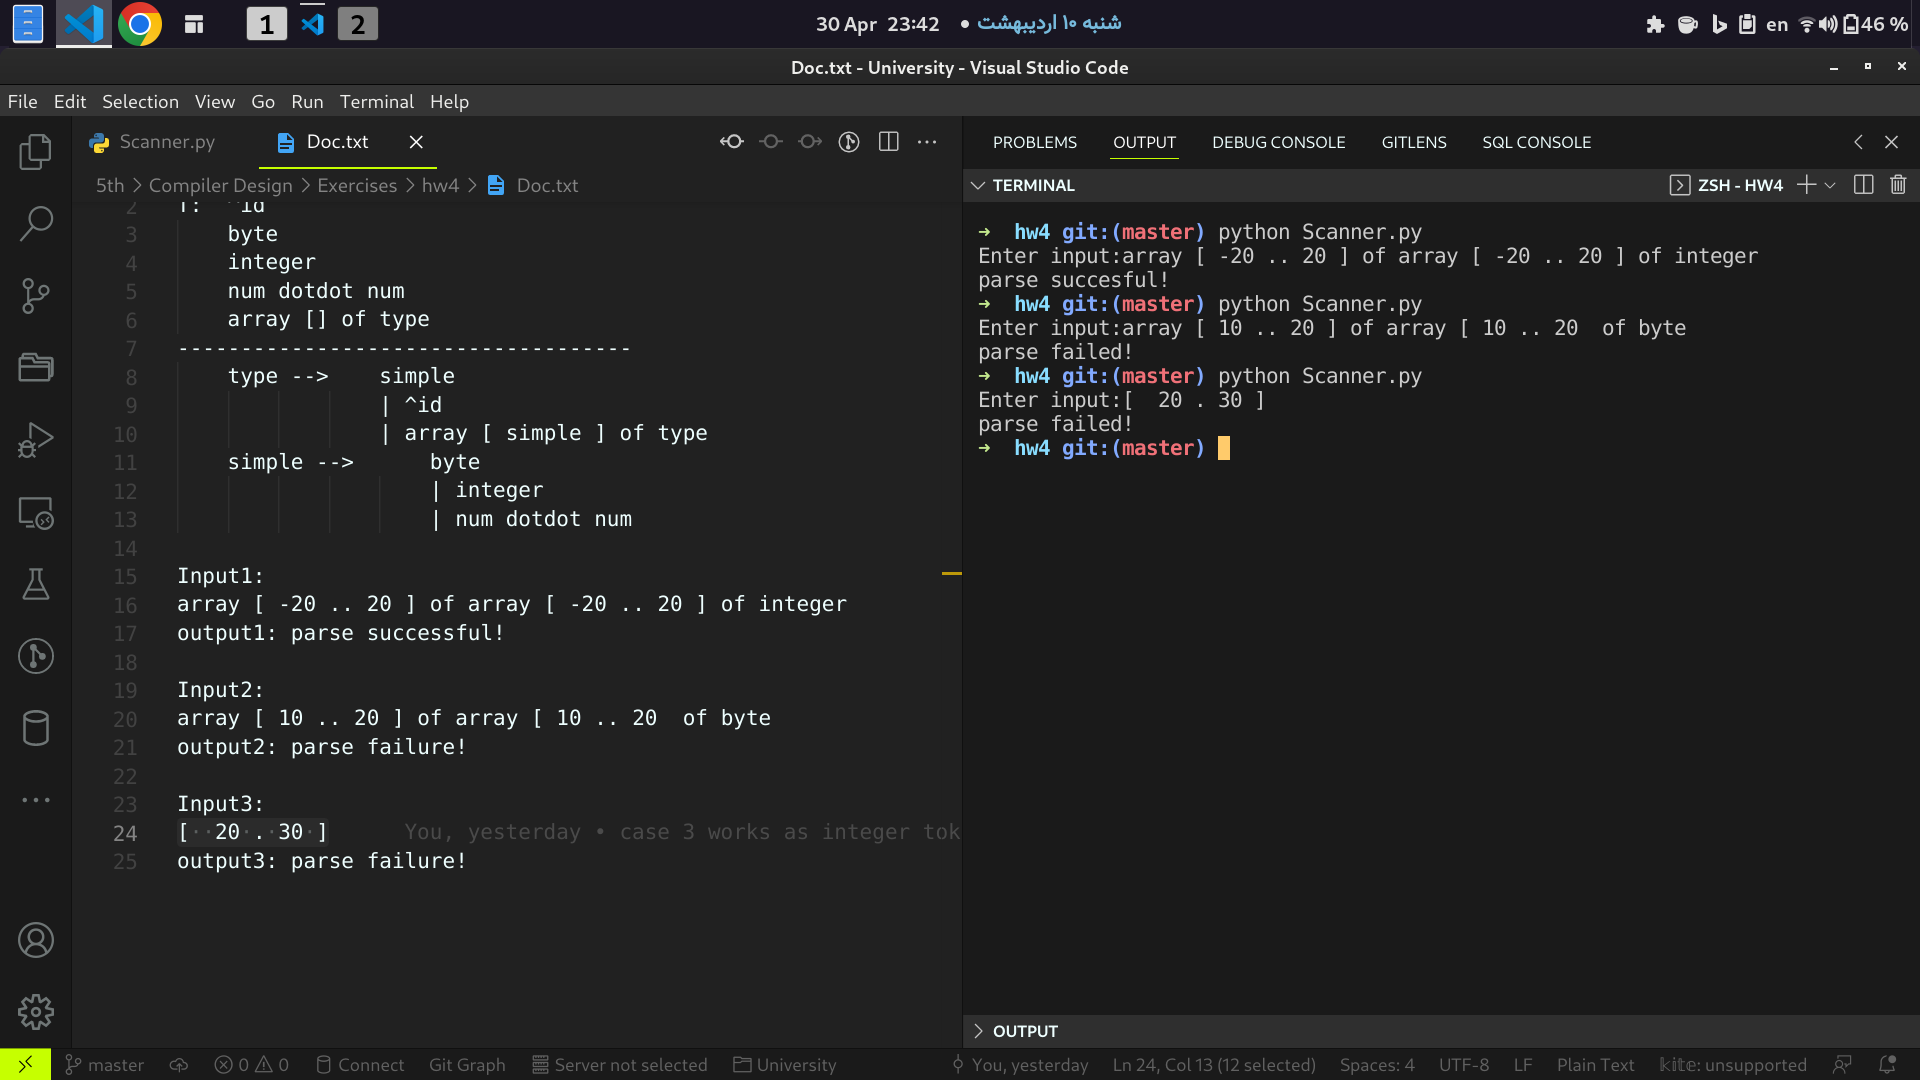 1 2
30 Apr 23:42 • شنبه ۱۰ اردیبهشت
en 46 %
Doc.txt - University - Visual Studio Code
File Edit Selection View Go Run Terminal Help
Scanner.py Doc.txt
5th > Compiler Design > Exercises > hw4 > Doc.txt
2 T: ^id
3 byte
4 integer
5 num dotdot num
6 array [] of type
7 ------------------------------------
8 type --> simple
9 | ^id
10 | array [ simple ] of type
11 simple --> byte
12 | integer
13 | num dotdot num
14
15 Input1:
16 array [ -20 .. 20 ] of array [ -20 .. 20 ] of integer
17 output1: parse successful!
18
19 Input2:
20 array [ 10 .. 20 ] of array [ 10 .. 20  of byte
21 output2: parse failure!
22
23 Input3:
24 [ ··20·.·30·] You, yesterday • case 3 works as integer tok
25 output3: parse failure!
PROBLEMS OUTPUT DEBUG CONSOLE GITLENS SQL CONSOLE
TERMINAL ZSH - HW4
➜ hw4 git:(master) python Scanner.py
Enter input:array [ -20 .. 20 ] of array [ -20 .. 20 ] of integer
parse succesful!
➜ hw4 git:(master) python Scanner.py
Enter input:array [ 10 .. 20 ] of array [ 10 .. 20  of byte
parse failed!
➜ hw4 git:(master) python Scanner.py
Enter input:[  20 . 30 ]
parse failed!
➜ hw4 git:(master)
OUTPUT
master 0 0 Connect Git Graph Server not selected University You, yesterday Ln 24, Col 13 (12 selected) Spaces: 4 UTF-8 LF Plain Text kite: unsupported